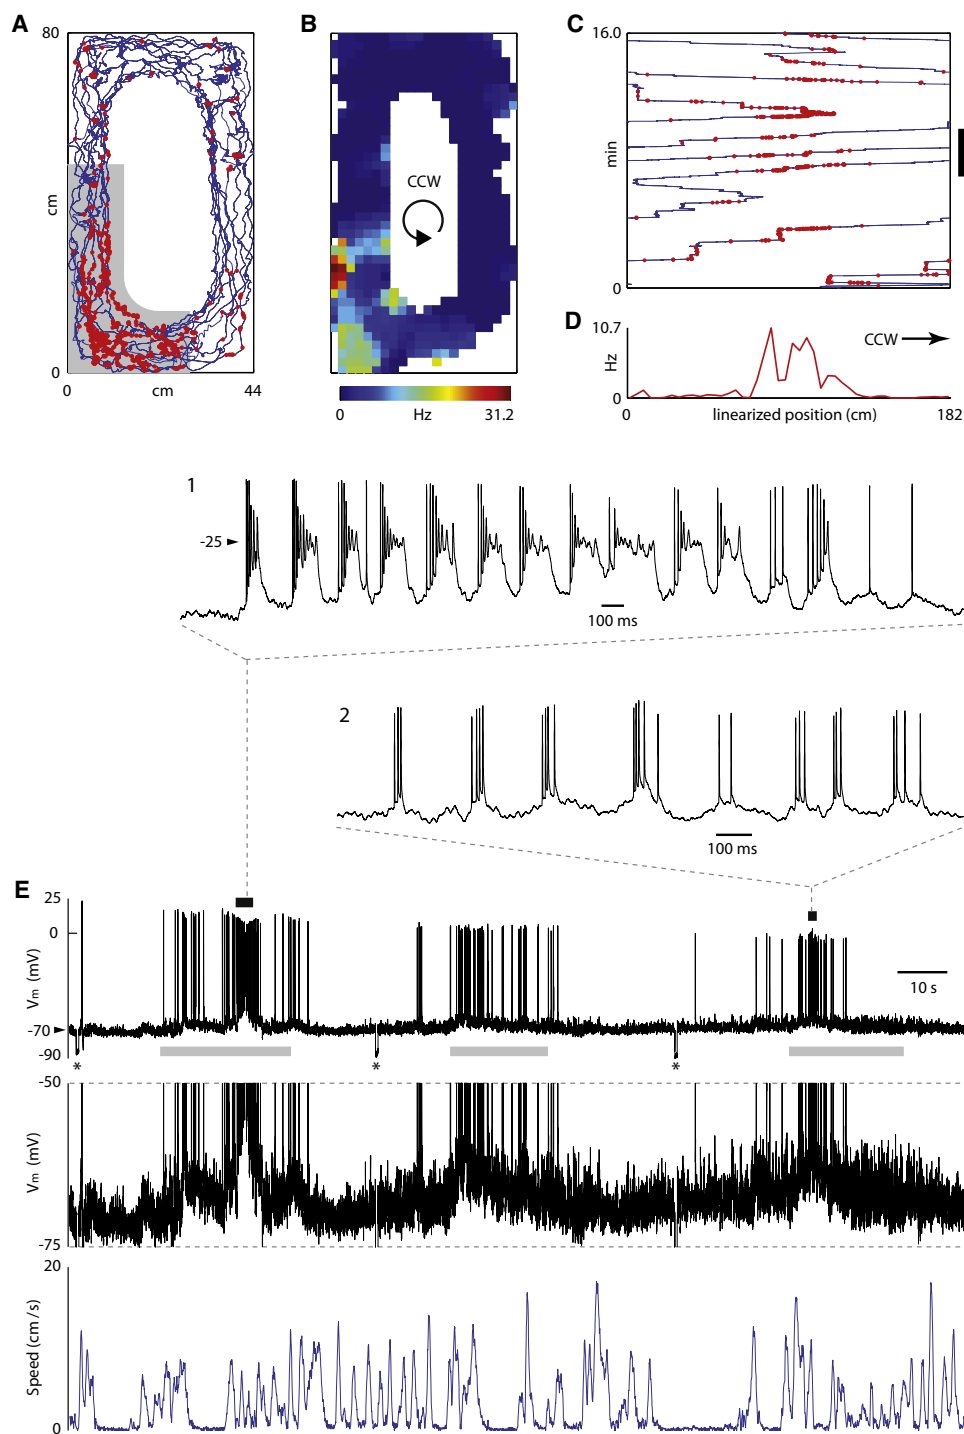 A
80
cm
0
0
cm
44
B
CCW
0
Hz
31.2
C
16.0
min
0
D
10.7
Hz
0
CCW
0
linearized position (cm)
182
1
-25
100 ms
2
100 ms
E
25
0
Vm (mV)
-70
-90
10 s
* * *
-50
Vm (mV)
-75
20
Speed (cm / s)
0